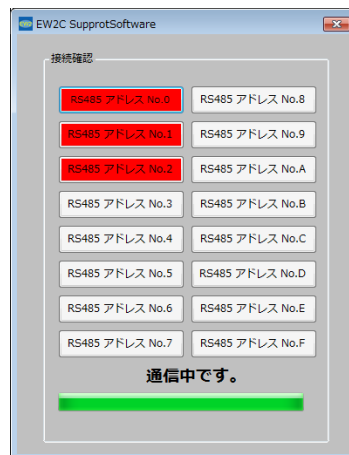 EW2C SupprotSoftware
接続確認
RS485 アドレス No.0
RS485 アドレス No.8
RS485 アドレス No.1
RS485 アドレス No.9
RS485 アドレス No.2
RS485 アドレス No.A
RS485 アドレス No.3
RS485 アドレス No.B
RS485 アドレス No.4
RS485 アドレス No.C
RS485 アドレス No.5
RS485 アドレス No.D
RS485 アドレス No.6
RS485 アドレス No.E
RS485 アドレス No.7
RS485 アドレス No.F
通信中です。